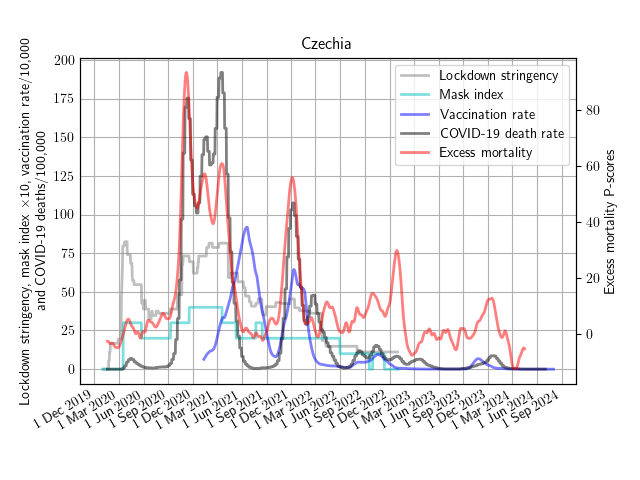 Czechia
Lockdown stringency, mask index ×10, vaccination rate/10,000
and COVID-19 deaths/100,000
200
175
150
125
100
75
50
25
0
Lockdown stringency
Mask index
Vaccination rate
COVID-19 death rate
Excess mortality
80
60
40
20
0
Excess mortality P-scores
1 Dec 2019
1 Mar 2020
1 Jun 2020
1 Sep 2020
1 Dec 2020
1 Mar 2021
1 Jun 2021
1 Sep 2021
1 Dec 2021
1 Mar 2022
1 Jun 2022
1 Sep 2022
1 Dec 2022
1 Mar 2023
1 Jun 2023
1 Sep 2023
1 Dec 2023
1 Mar 2024
1 Jun 2024
1 Sep 2024